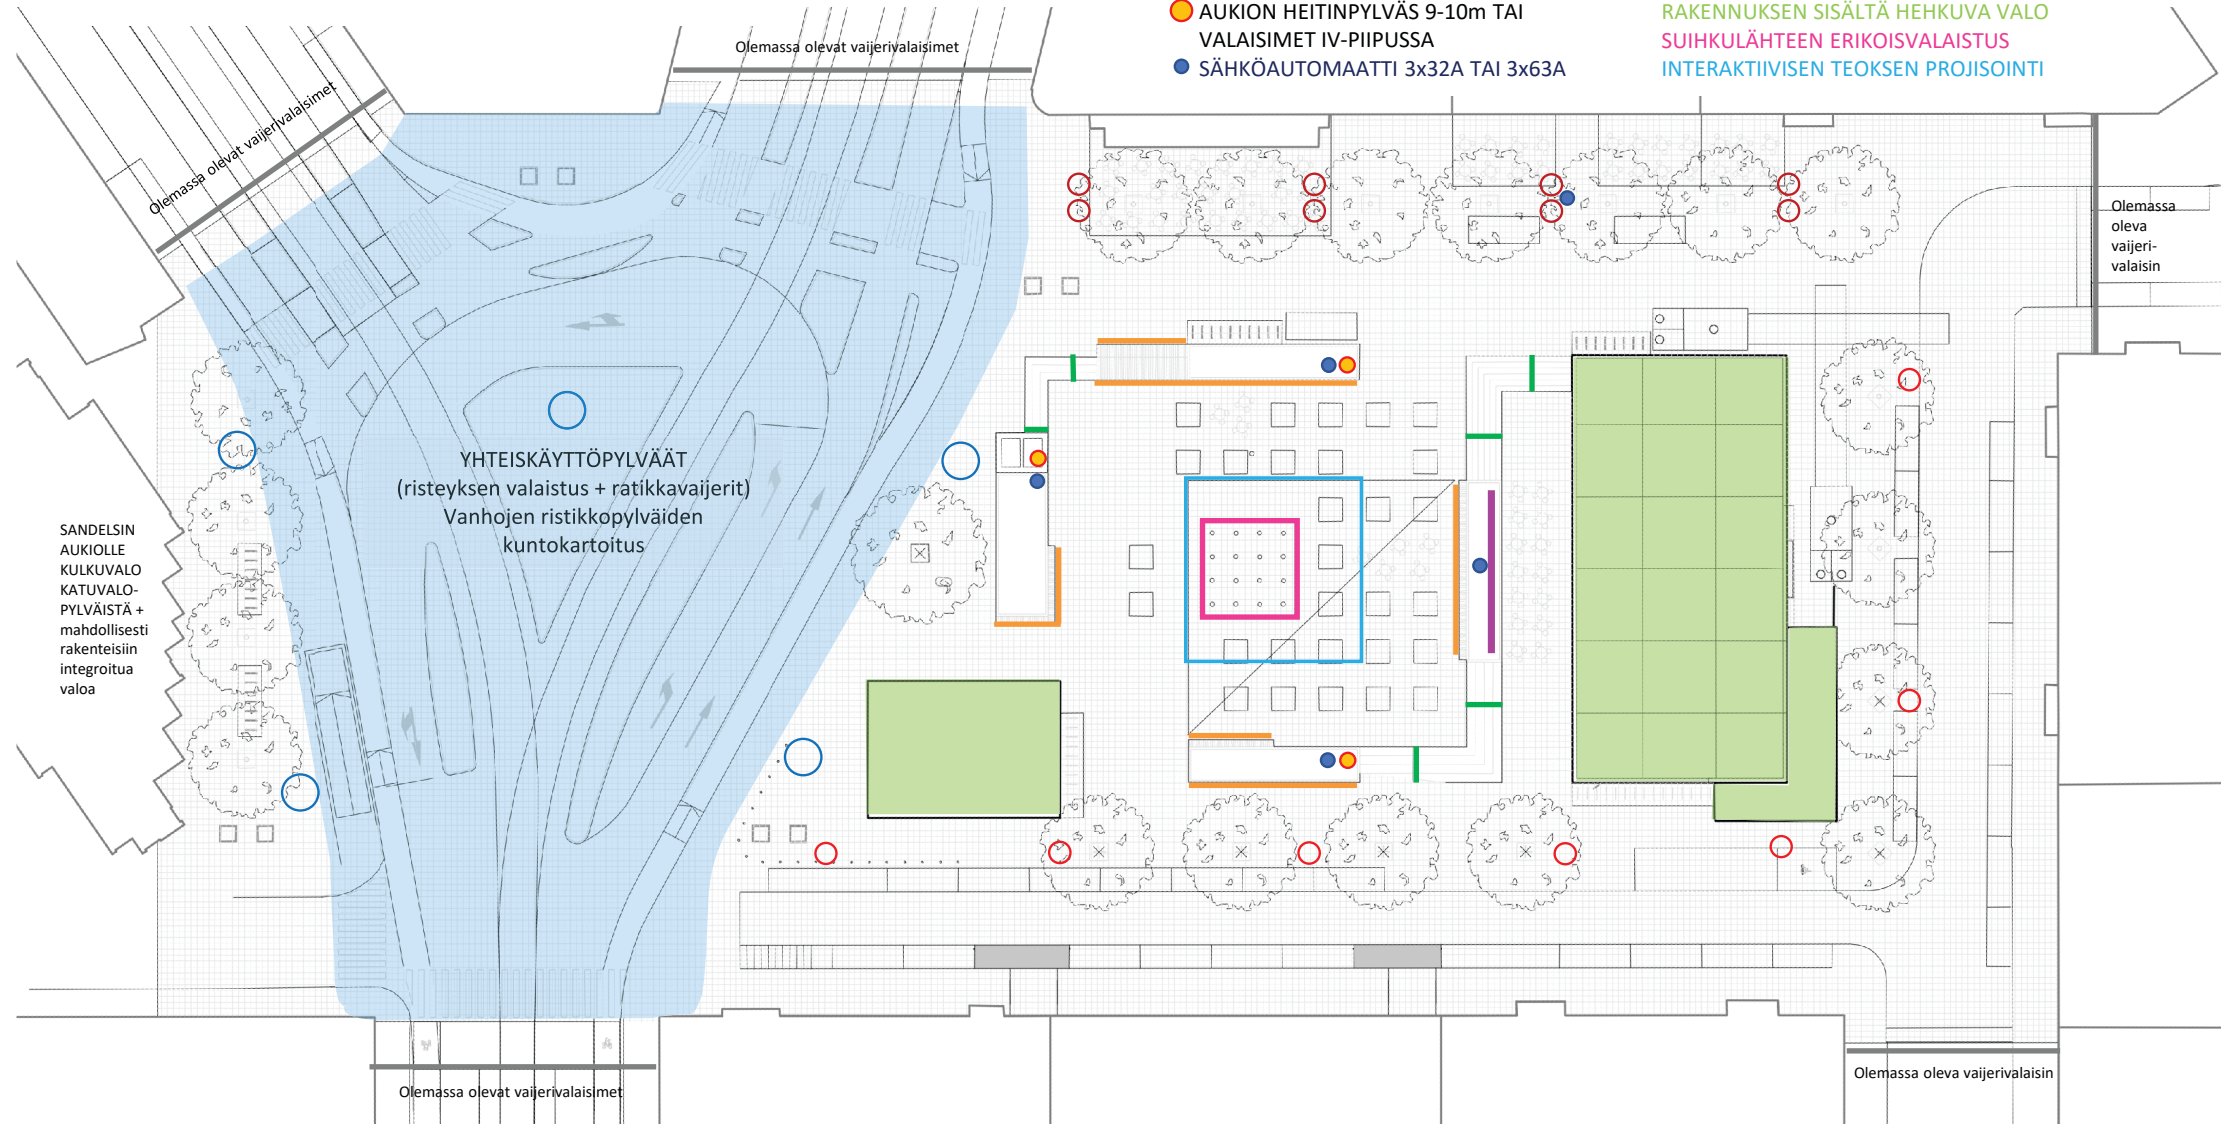 AUKION HEITINPYLVÄS 9-10m TAI
VALAISIMET IV-PIIPUSSA
SÄHKÖAUTOMAATTI 3x32A TAI 3x63A
RAKENNUKSEN SISÄLTÄ HEHKUVA VALO
SUIHKULÄHTEEN ERIKOISVALAISTUS
INTERAKTIIVISEN TEOKSEN PROJISOINTI
Olemassa olevat vaijerivalaisimet
Olemassa olevat vaijerivalaisimet
Olemassa
oleva
vaijeri-
valaisin
YHTEISKÄYTTÖPYLVÄÄT
(risteyksen valaistus + ratikkavaijerit)
Vanhojen ristikkopylväiden
kuntokartoitus
SANDELSIN
AUKIOLLE
KULKUVALO
KATUVALO-
PYLVÄISTÄ +
mahdollisesti
rakenteisiin
integroitua
valoa
Olemassa olevat vaijerivalaisimet
Olemassa oleva vaijerivalaisin